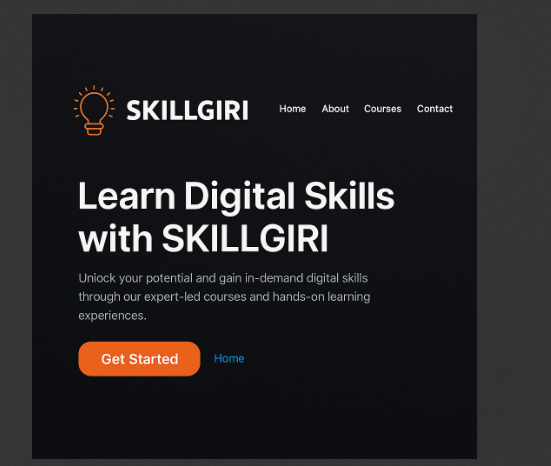 SKILLGIRI
Home About Courses Contact
Learn Digital Skills
with SKILLGIRI
Uniock your potential and gain in-demand digital skills
through our expert-led courses and hands-on learning
experiences.
Get Started
Home